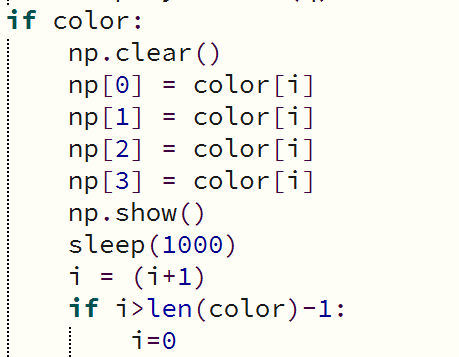 if color:
    np.clear()
    np[0] = color[i]
    np[1] = color[i]
    np[2] = color[i]
    np[3] = color[i]
    np.show()
    sleep(1000)
    i = (i+1)
    if i>len(color)-1:
        i=0